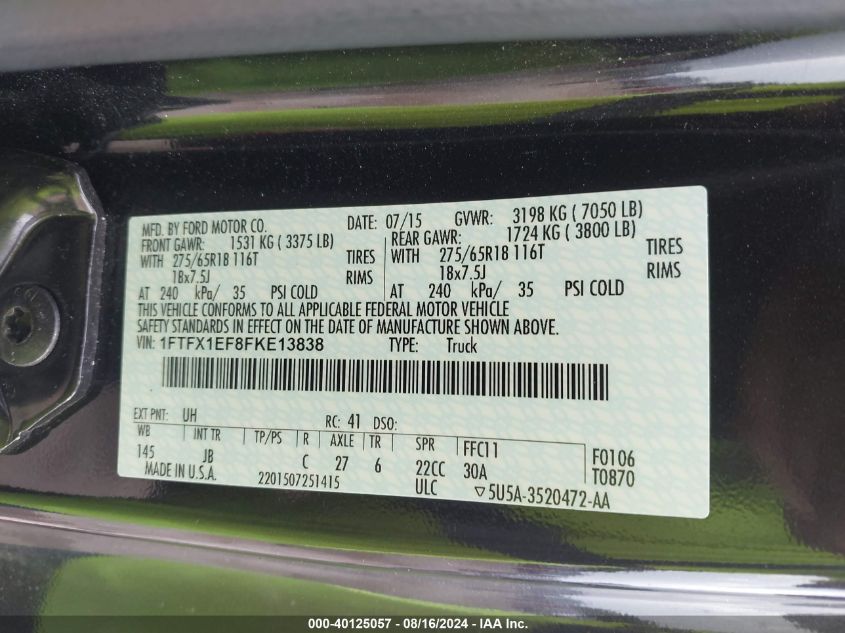 MFD. BY FORD MOTOR CO. DATE: 07/15 GVWR: 3198 KG ( 7050 LB)
FRONT GAWR: 1531 KG ( 3375 LB) REAR GAWR: 1724 KG ( 3800 LB)
WITH 275/65R18 116T TIRES WITH 275/65R18 116T TIRES
18x7.5J RIMS 18x7.5J RIMS
AT 240 kPa/ 35 PSI COLD AT 240 kPa/ 35 PSI COLD
THIS VEHICLE CONFORMS TO ALL APPLICABLE FEDERAL MOTOR VEHICLE
SAFETY STANDARDS IN EFFECT ON THE DATE OF MANUFACTURE SHOWN ABOVE.
VIN: 1FTFX1EF8FKE13838 TYPE: Truck
EXT PNT: UH RC: 41 DSO:
WB INT TR TP/PS R AXLE TR SPR FFC11 F0106
145 JB C 27 6 22CC 30A T0870
MADE IN U.S.A. 2201507251415 ULC ▽5U5A-3520472-AA
000-40125057 - 08/16/2024 - IAA Inc.